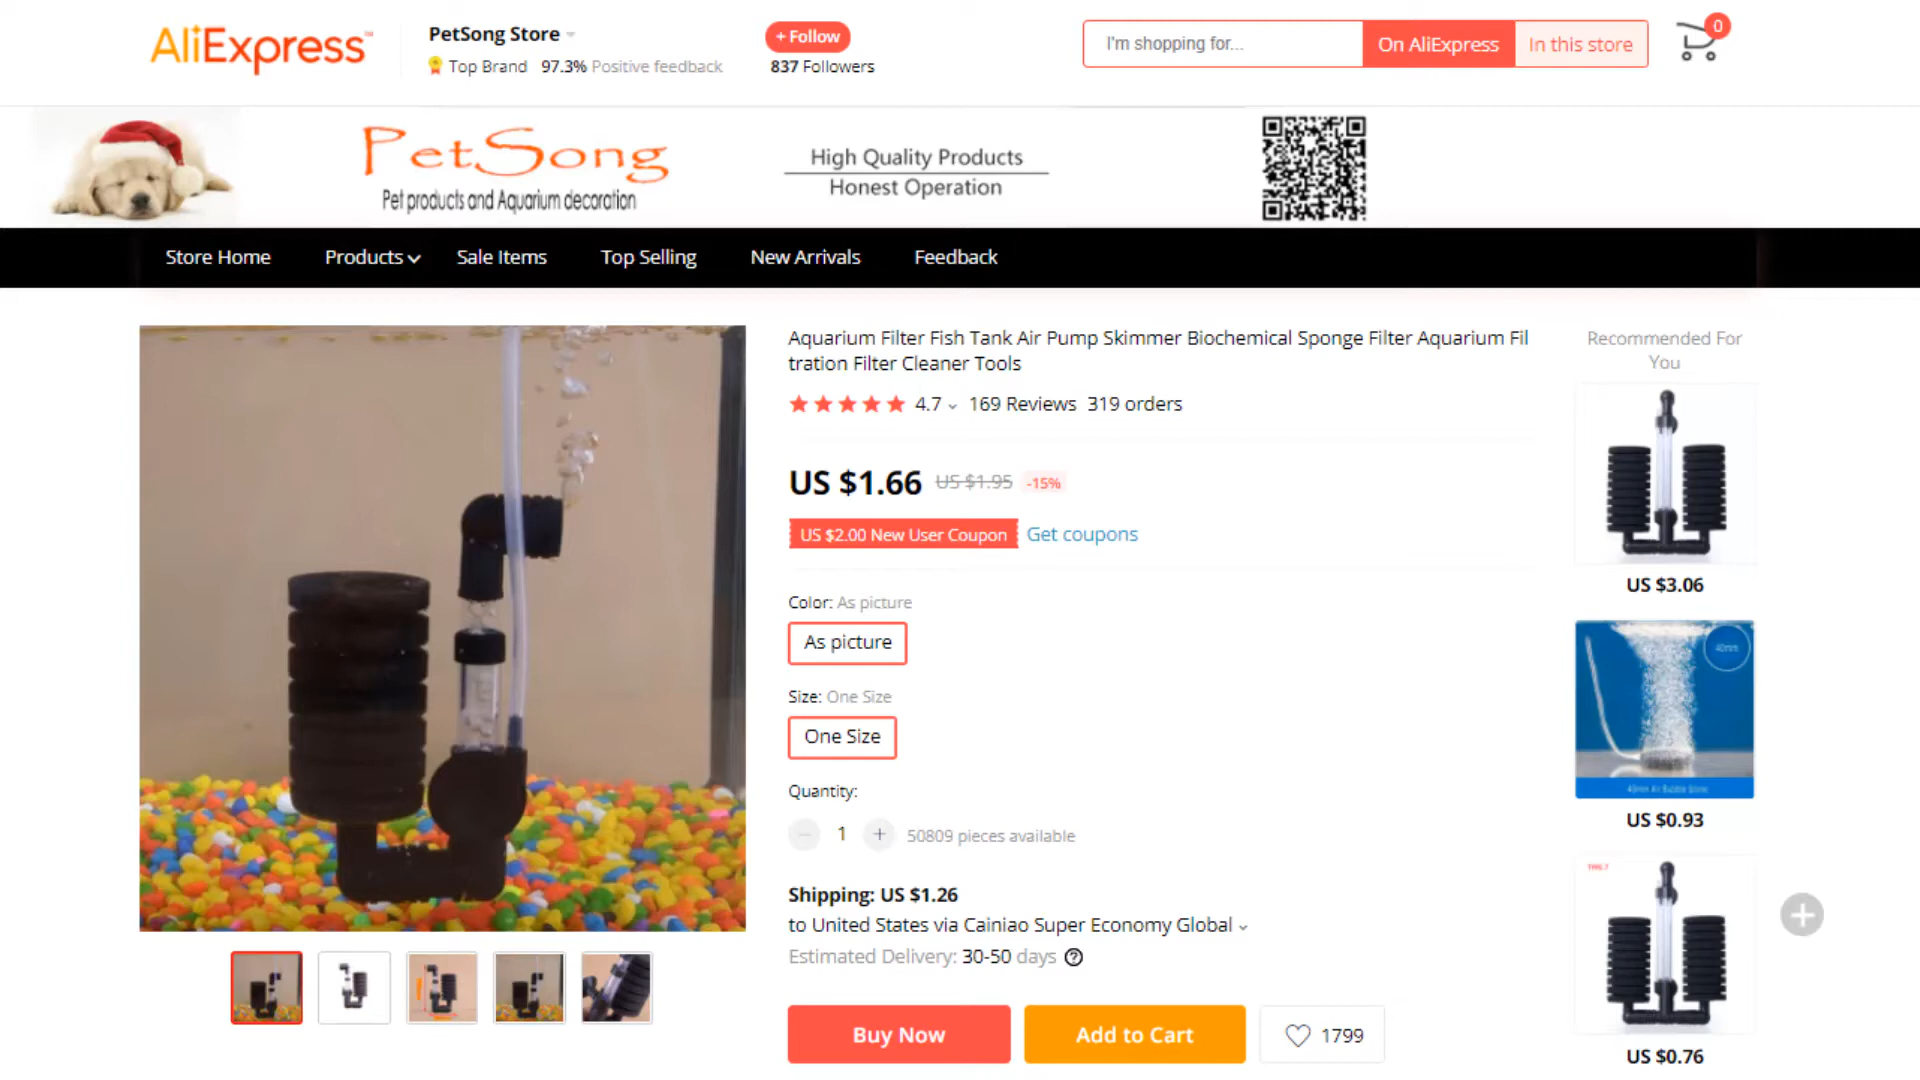 AliExpress™
PetSong Store
Top Brand 97.3% Positive feedback
+ Follow
837 Followers
I'm shopping for...
On AliExpress
In this store
0
PetSong
Pet products and Aquarium decoration
High Quality Products
Honest Operation
Store Home
Products
Sale Items
Top Selling
New Arrivals
Feedback
Aquarium Filter Fish Tank Air Pump Skimmer Biochemical Sponge Filter Aquarium Fil
tration Filter Cleaner Tools
4.7 169 Reviews 319 orders
US $1.66 US $1.95 -15%
US $2.00 New User Coupon Get coupons
Color: As picture
As picture
Size: One Size
One Size
Quantity:
1 + 50809 pieces available
Shipping: US $1.26
to United States via Cainiao Super Economy Global
Estimated Delivery: 30-50 days
Buy Now
Add to Cart
1799
Recommended For
You
US $3.06
40mm
40mm Air Bubble Stone
US $0.93
US $0.76